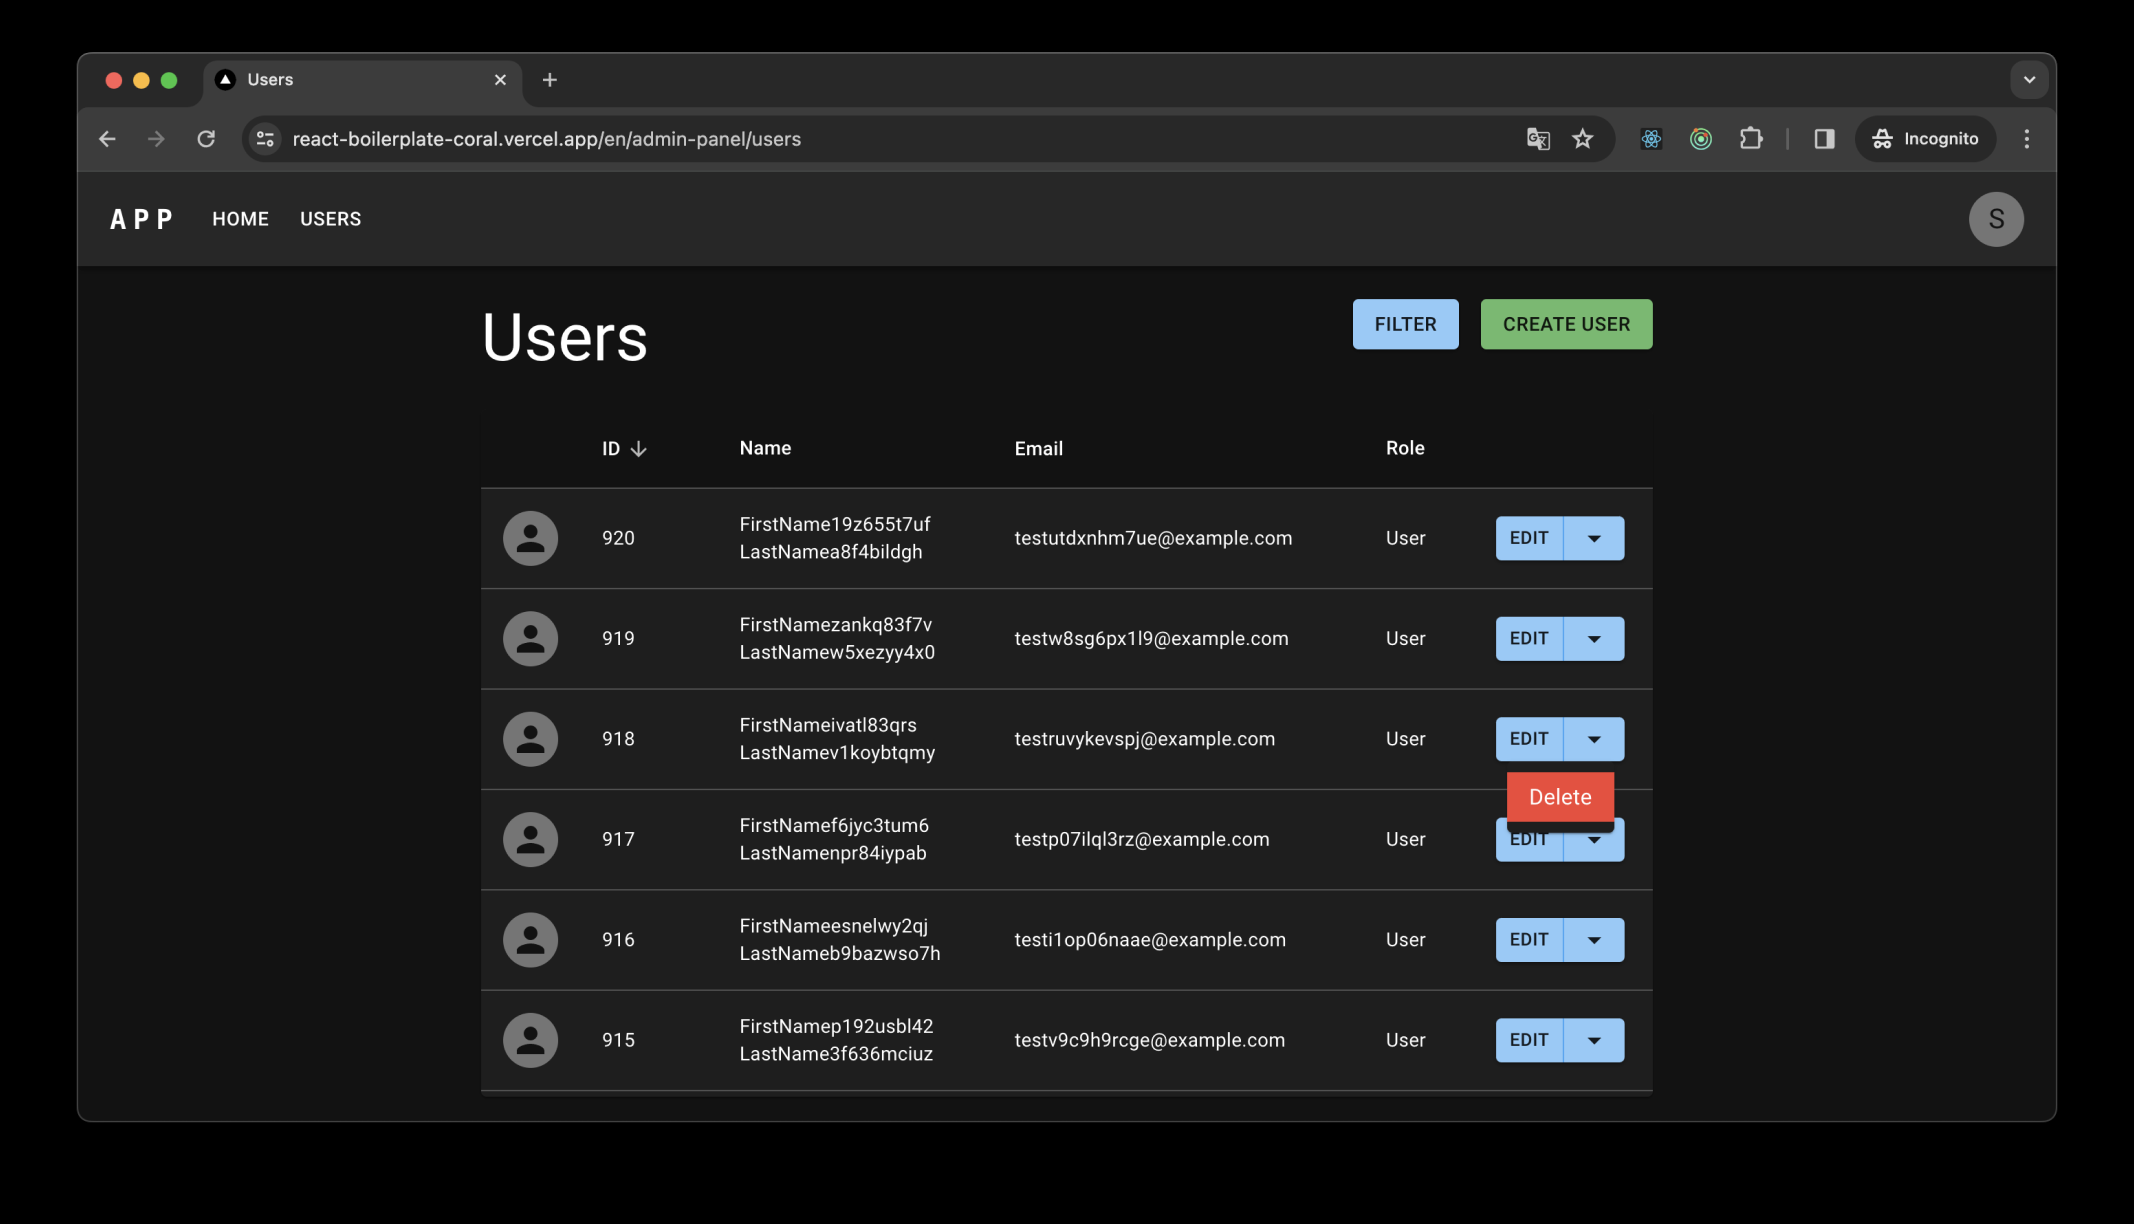 Users
react-boilerplate-coral.vercel.app/en/admin-panel/users
Incognito
APP HOME USERS
S
Users
FILTER CREATE USER
ID Name Email Role
920
FirstName19z655t7uf
LastNamea8f4bildgh
testutdxnhm7ue@example.com
User
EDIT
919
FirstNamezankq83f7v
LastNamew5xezyy4x0
testw8sg6px1l9@example.com
User
EDIT
918
FirstNameivatl83qrs
LastNamev1koybtqmy
testruvykevspj@example.com
User
EDIT
Delete
917
FirstNamef6jyc3tum6
LastNamenpr84iypab
testp07ilql3rz@example.com
User
EDIT
916
FirstNameesnelwy2qj
LastNameb9bazwso7h
testi1op06naae@example.com
User
EDIT
915
FirstNamep192usbl42
LastName3f636mciuz
testv9c9h9rcge@example.com
User
EDIT